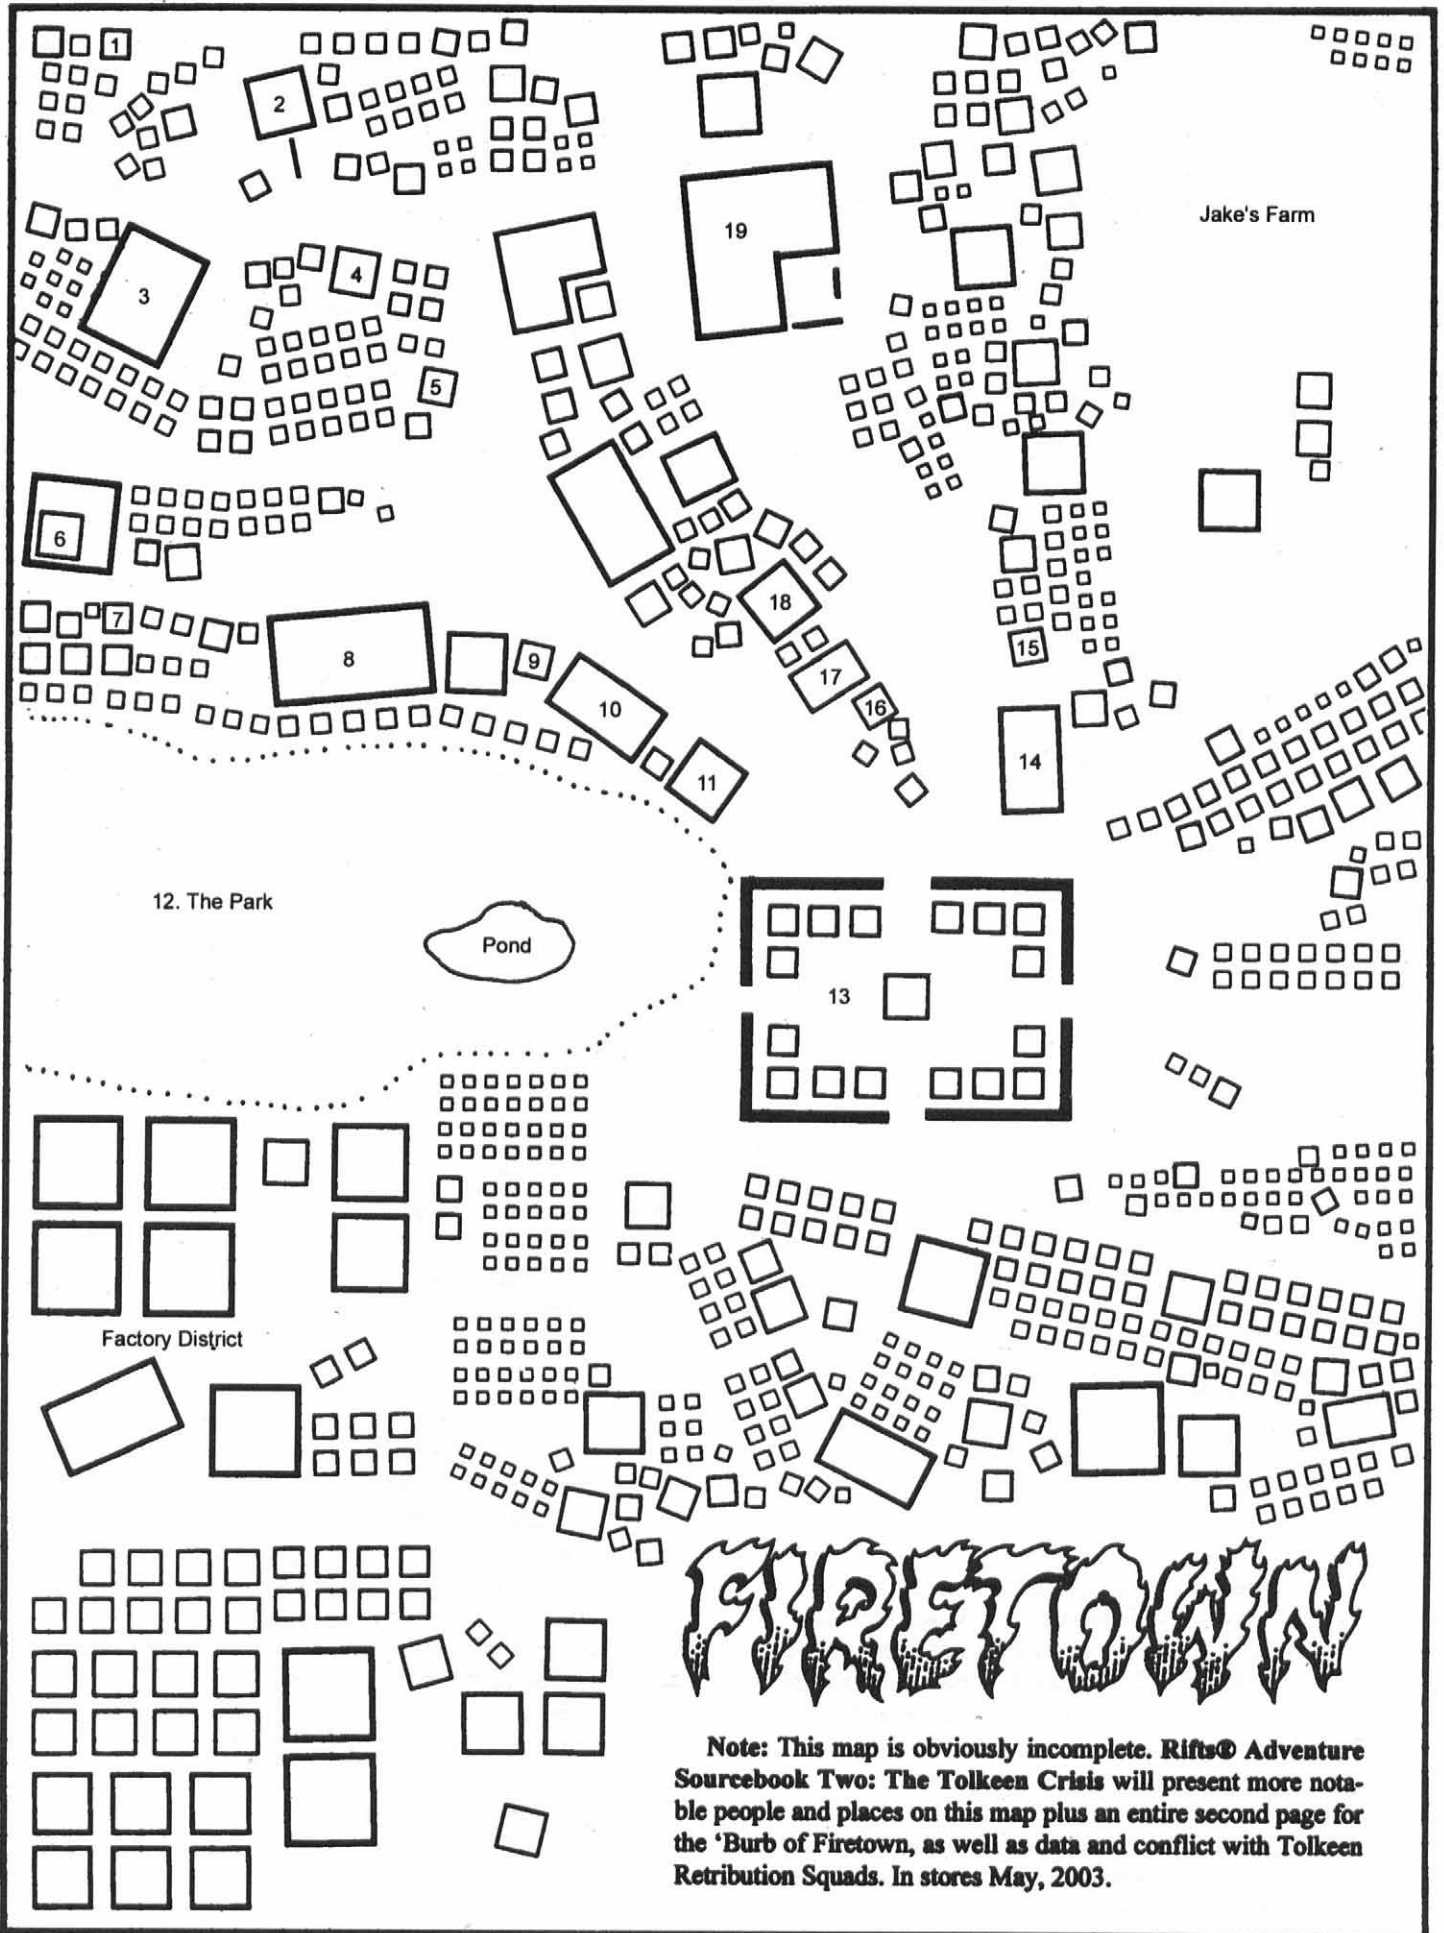 1
2
19
Jake's Farm
3
4
5
6
7
8
9
18
15
17
16
10
11
14
12. The Park
Pond
13
Factory District
FIRETOWN
Note: This map is obviously incomplete. Rifts® Adventure
Sourcebook Two: The Tolkeen Crisis will present more nota-
ble people and places on this map plus an entire second page for
the ‘Burb of Firetown, as well as data and conflict with Tolkeen
Retribution Squads. In stores May, 2003.